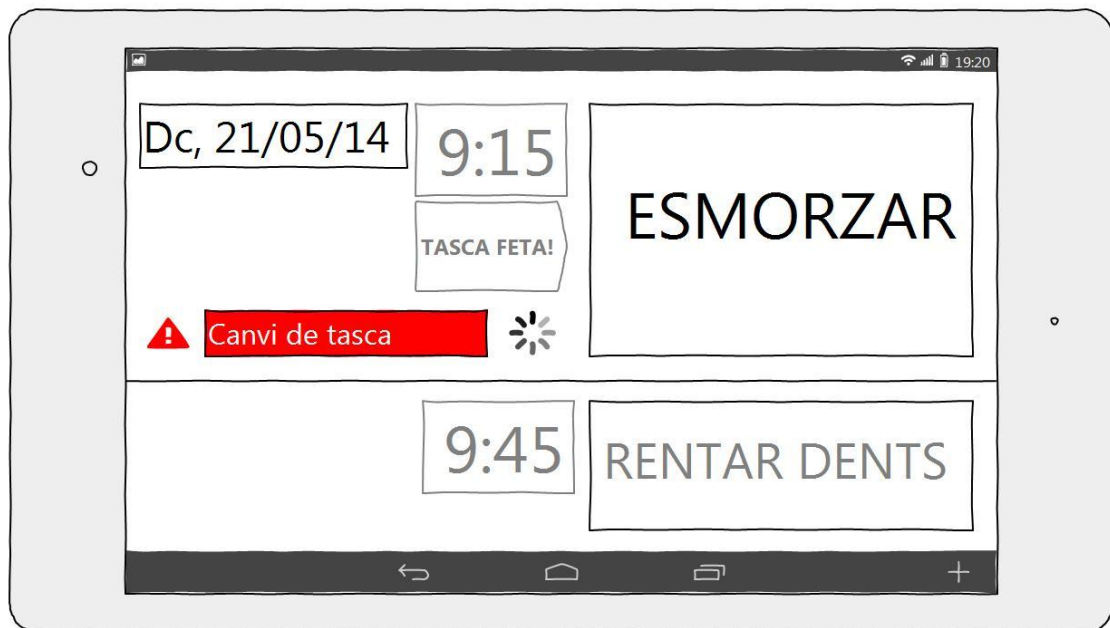 19:20
Dc, 21/05/14
9:15
ESMORZAR
TASCA FETA!
Canvi de tasca
9:45
RENTAR DENTS